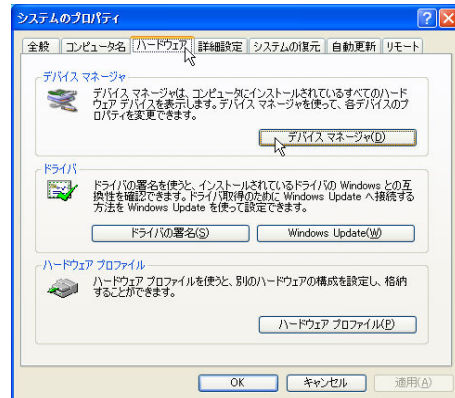 システムのプロパティ
全般 コンピュータ名 ハードウェア 詳細設定 システムの復元 自動更新 リモート
デバイス マネージャ
デバイス マネージャは、コンピュータにインストールされているすべてのハード
ウェア デバイスを表示します。デバイス マネージャを使って、各デバイスのプ
ロパティを変更できます。
デバイス マネージャ(D)
ドライバ
ドライバの署名を使うと、インストールされているドライバの Windows との互
換性を確認できます。ドライバ取得のために Windows Update へ接続する
方法を Windows Update を使って設定できます。
ドライバの署名(S) Windows Update(W)
ハードウェア プロファイル
ハードウェア プロファイルを使うと、別のハードウェアの構成を設定し、格納
することができます。
ハードウェア プロファイル(P)
OK キャンセル 適用(A)